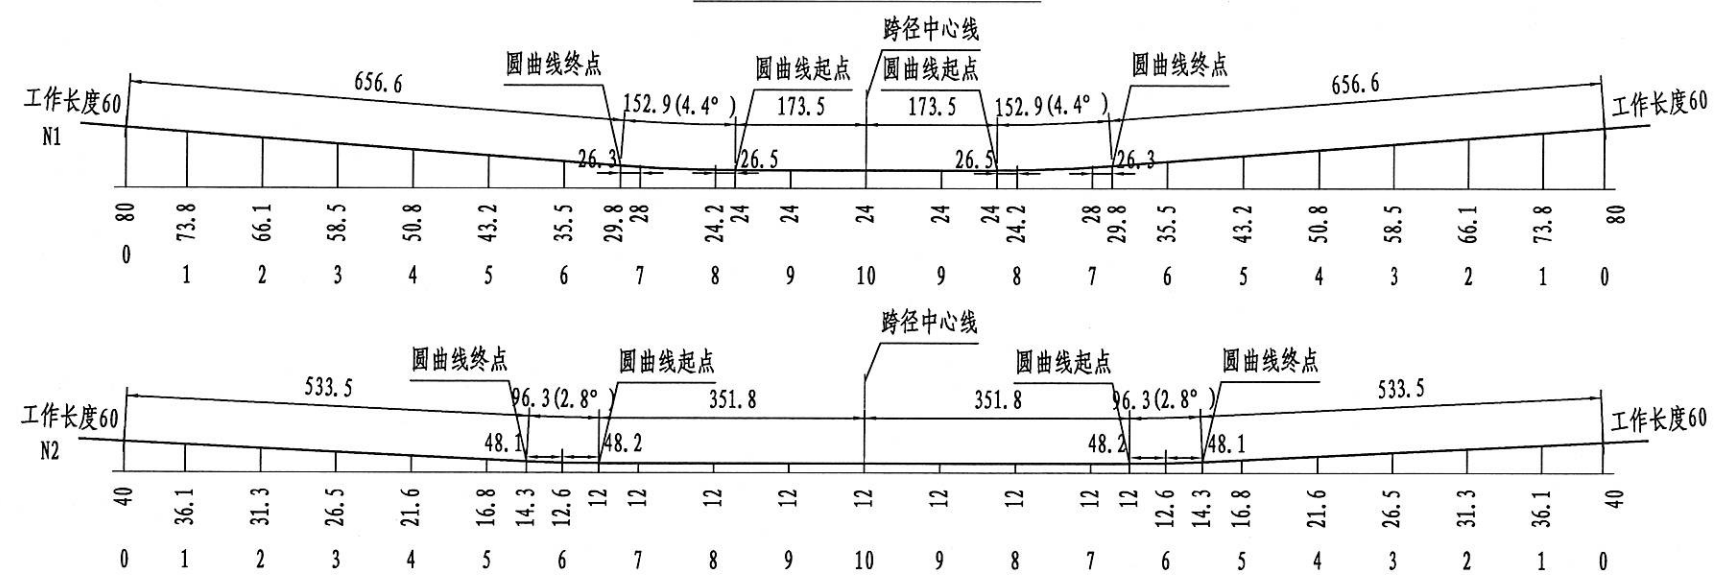 跨径中心线
圆曲线终点 圆曲线起点 圆曲线起点 圆曲线终点
656.6 152.9(4.4°) 173.5 173.5 152.9(4.4°) 656.6
工作长度60 工作长度60
N1
26.3 26.5 26.5 26.3
80 73.8 66.1 58.5 50.8 43.2 35.5 29.8 28 24.2 24 24 24 24 24 24.2 28 29.8 35.5 43.2 50.8 58.5 66.1 73.8 80
0 1 2 3 4 5 6 7 8 9 10 9 8 7 6 5 4 3 2 1 0
跨径中心线
圆曲线终点 圆曲线起点 圆曲线起点 圆曲线终点
533.5 96.3(2.8°) 351.8 351.8 96.3(2.8°) 533.5
工作长度60 工作长度60
N2
48.1 48.2 48.2 48.1
40 36.1 31.3 26.5 21.6 16.8 14.3 12.6 12 12 12 12 12 12 12 12 12 12.6 14.3 16.8 21.6 26.5 31.3 36.1 40
0 1 2 3 4 5 6 7 8 9 10 9 8 7 6 5 4 3 2 1 0